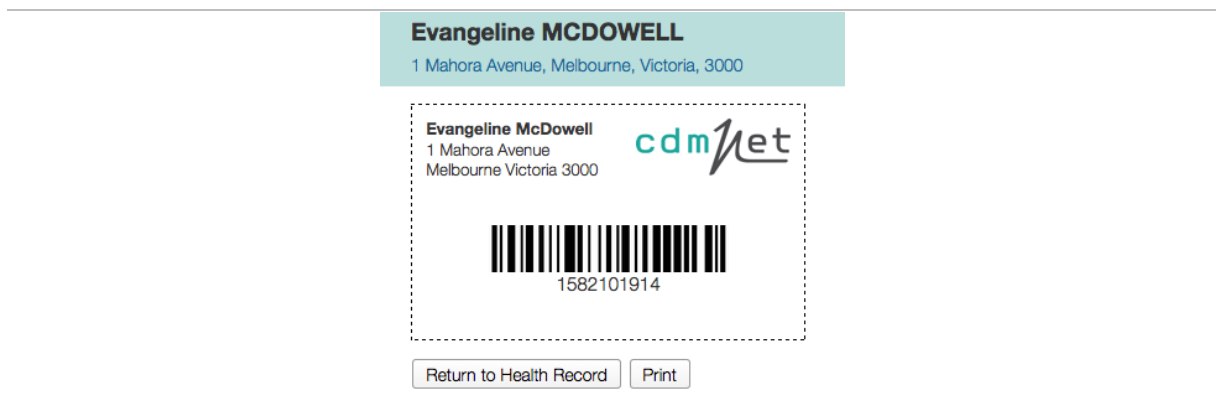 Evangeline MCDOWELL
1 Mahora Avenue, Melbourne, Victoria, 3000
Evangeline McDowell
1 Mahora Avenue
Melbourne Victoria 3000
cdmNet
1582101914
Return to Health Record
Print